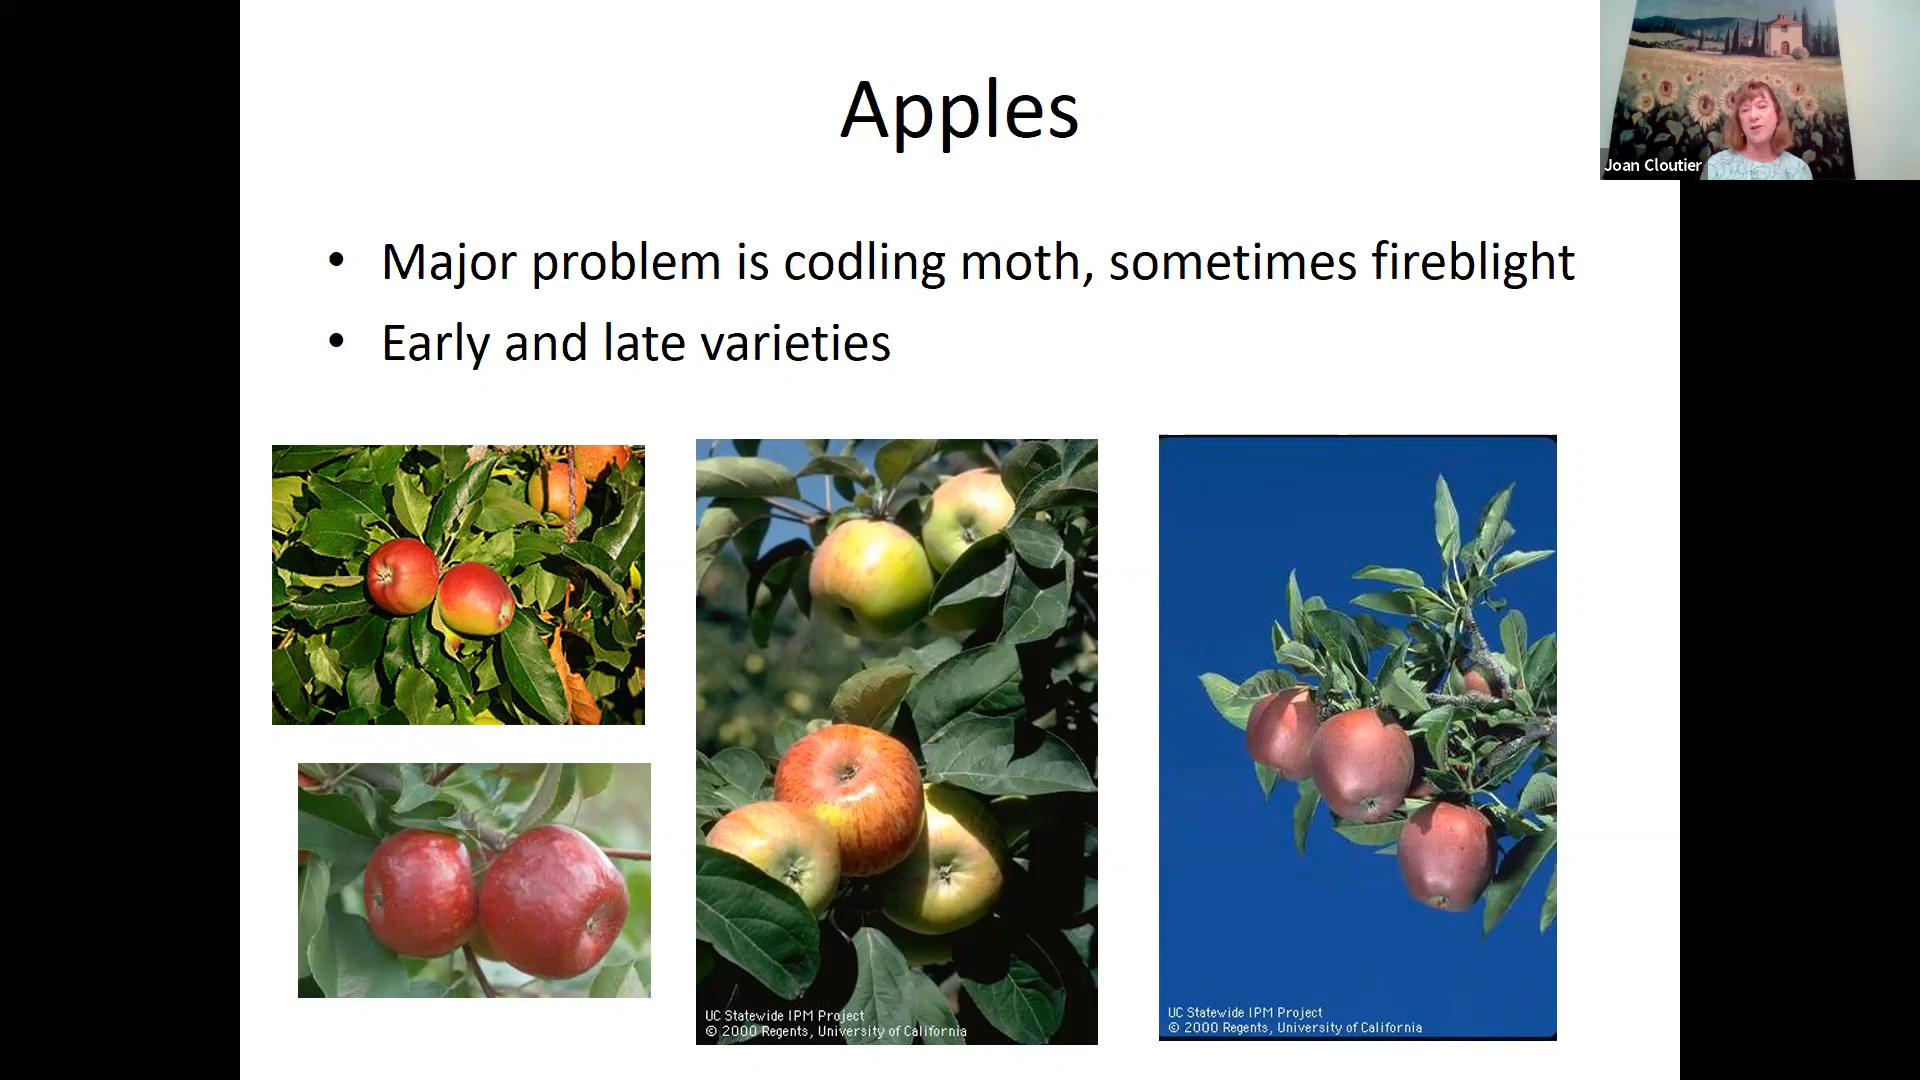 Apples
Joan Cloutier
• Major problem is codling moth, sometimes fireblight
• Early and late varieties
UC Statewide IPM Project
© 2000 Regents, University of California
UC Statewide IPM Project
© 2000 Regents, University of California